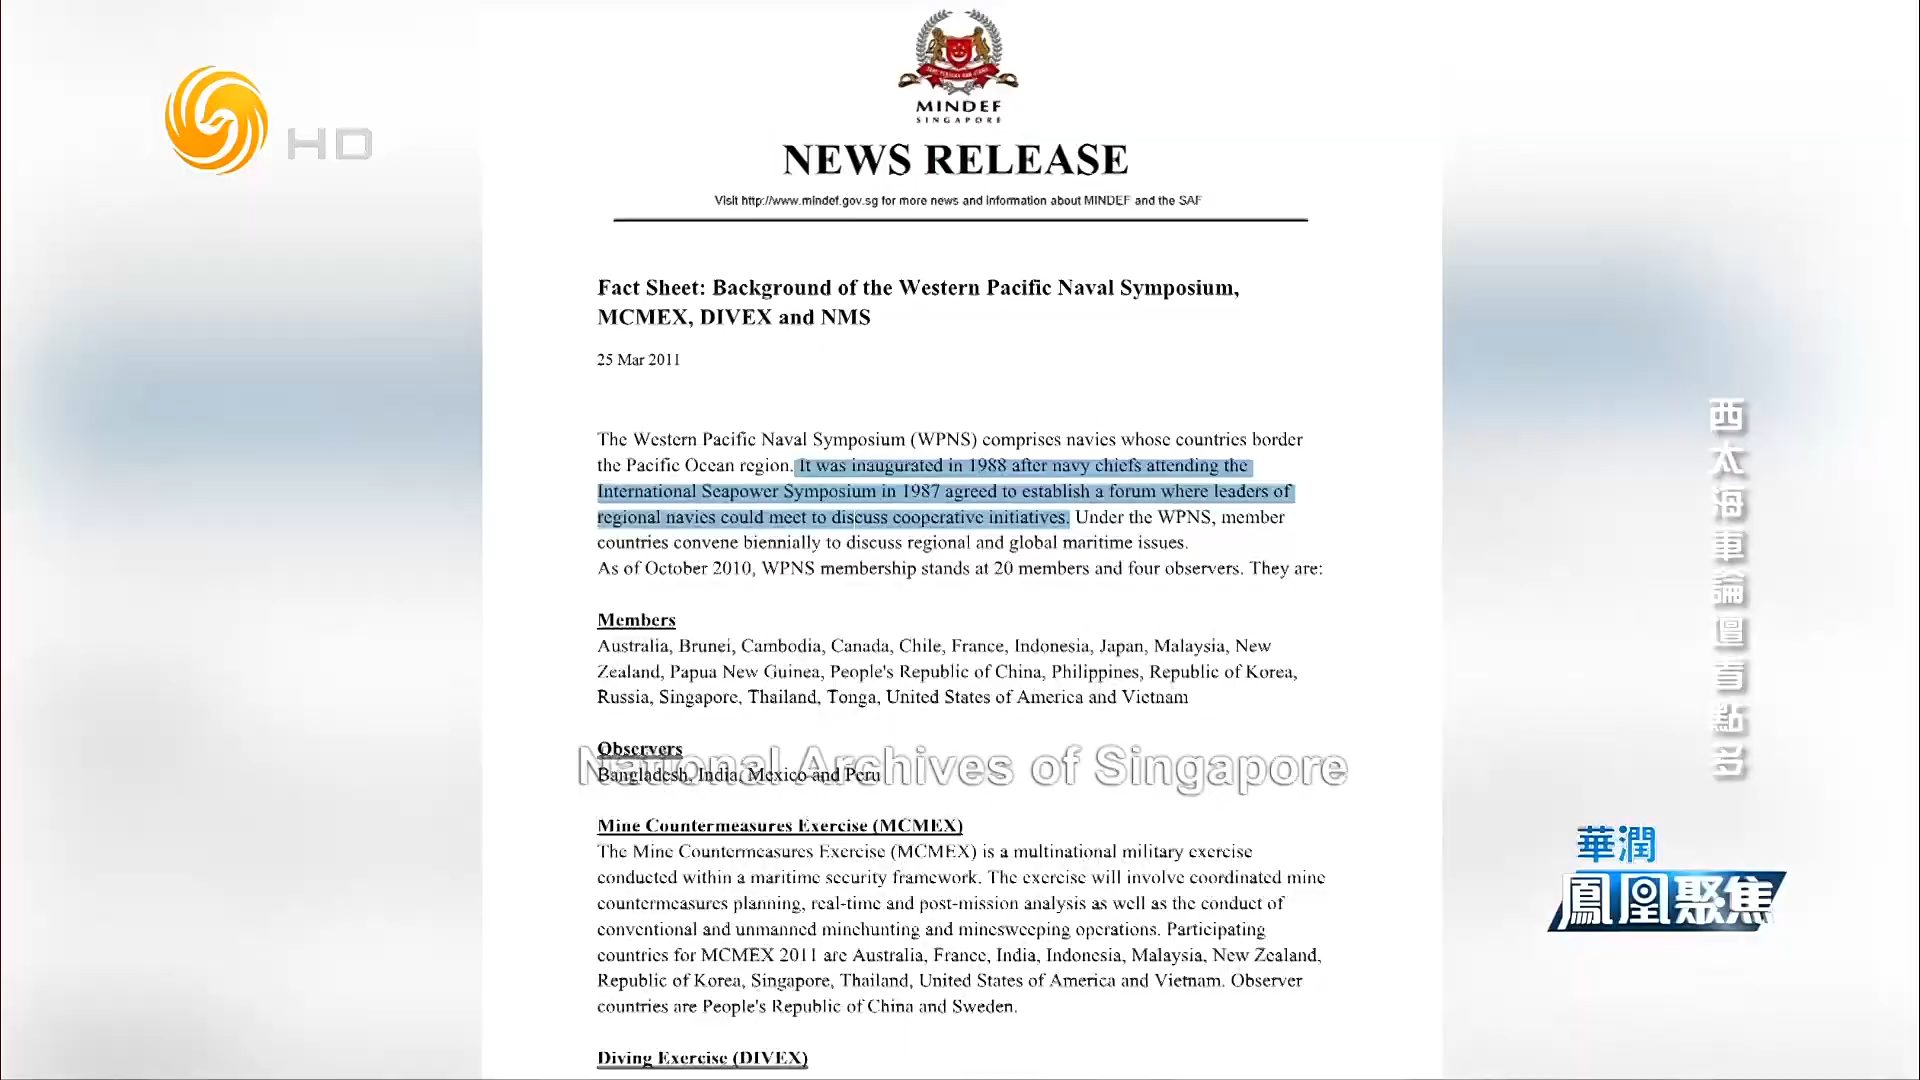 HD
MINDEF
SINGAPORE
NEWS RELEASE
Visit http://www.mindef.gov.sg for more news and information about MINDEF and the SAF
Fact Sheet: Background of the Western Pacific Naval Symposium,
MCMEX, DIVEX and NMS
25 Mar 2011
The Western Pacific Naval Symposium (WPNS) comprises navies whose countries border
the Pacific Ocean region. It was inaugurated in 1988 after navy chiefs attending the
International Seapower Symposium in 1987 agreed to establish a forum where leaders of
regional navies could meet to discuss cooperative initiatives. Under the WPNS, member
countries convene biennially to discuss regional and global maritime issues.
As of October 2010, WPNS membership stands at 20 members and four observers. They are:
Members
Australia, Brunei, Cambodia, Canada, Chile, France, Indonesia, Japan, Malaysia, New
Zealand, Papua New Guinea, People's Republic of China, Philippines, Republic of Korea,
Russia, Singapore, Thailand, Tonga, United States of America and Vietnam
Observers
Bangladesh, India, Mexico and Peru
National Archives of Singapore
Mine Countermeasures Exercise (MCMEX)
The Mine Countermeasures Exercise (MCMEX) is a multinational military exercise
conducted within a maritime security framework. The exercise will involve coordinated mine
countermeasures planning, real-time and post-mission analysis as well as the conduct of
conventional and unmanned minehunting and minesweeping operations. Participating
countries for MCMEX 2011 are Australia, France, India, Indonesia, Malaysia, New Zealand,
Republic of Korea, Singapore, Thailand, United States of America and Vietnam. Observer
countries are People's Republic of China and Sweden.
Diving Exercise (DIVEX)
西太海軍論壇看點多
華潤
鳳凰聚焦